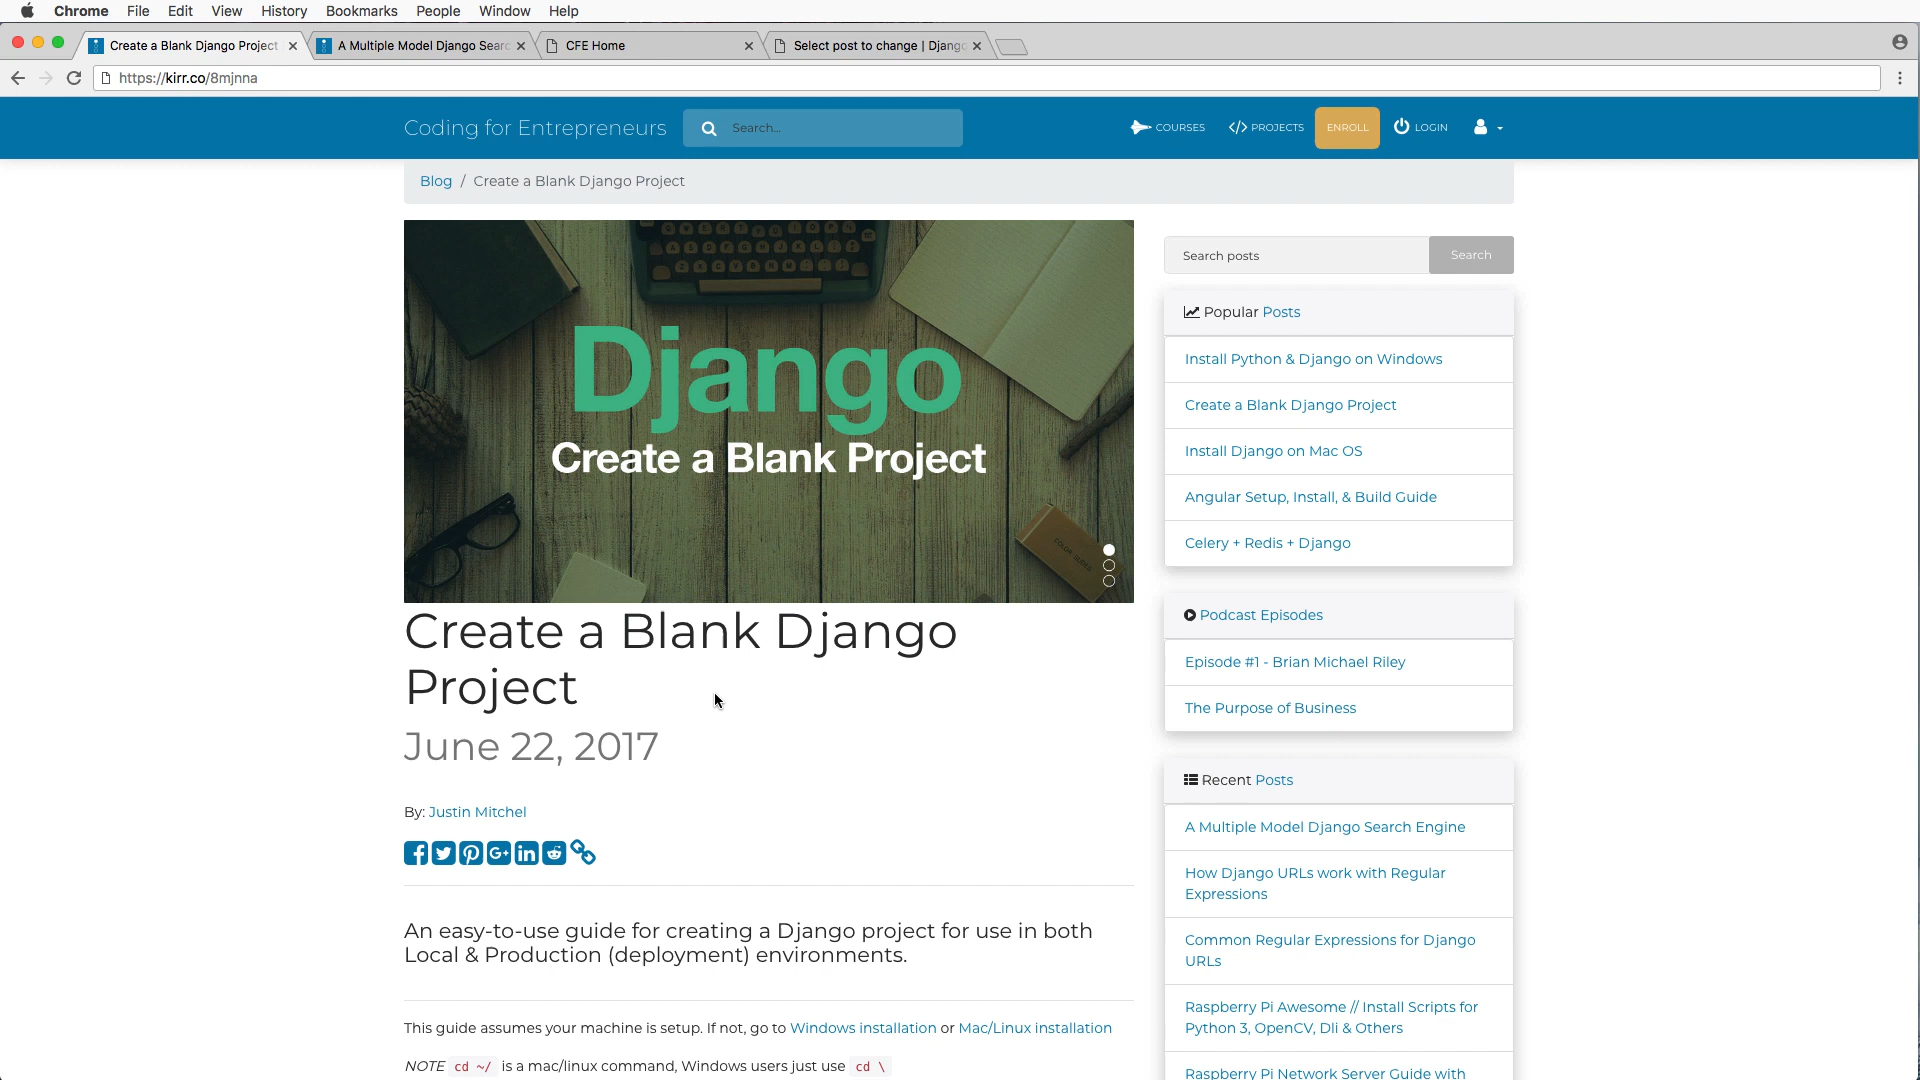 Chrome File Edit View History Bookmarks People Window Help
Create a Blank Django Project
A Multiple Model Django Sear
CFE Home
Select post to change | Django
https://kirr.co/8mjnna
Coding for Entrepreneurs
Search...
COURSES
PROJECTS
ENROLL
LOGIN
Blog / Create a Blank Django Project
Django
Create a Blank Project
Create a Blank Django
Project
June 22, 2017
By: Justin Mitchel
An easy-to-use guide for creating a Django project for use in both
Local & Production (deployment) environments.
This guide assumes your machine is setup. If not, go to Windows installation or Mac/Linux installation
NOTE cd ~/ is a mac/linux command, Windows users just use cd \
Search posts
Search
Popular Posts
Install Python & Django on Windows
Create a Blank Django Project
Install Django on Mac OS
Angular Setup, Install, & Build Guide
Celery + Redis + Django
Podcast Episodes
Episode #1 - Brian Michael Riley
The Purpose of Business
Recent Posts
A Multiple Model Django Search Engine
How Django URLs work with Regular
Expressions
Common Regular Expressions for Django
URLs
Raspberry Pi Awesome // Install Scripts for
Python 3, OpenCV, Dli & Others
Raspberry Pi Network Server Guide with